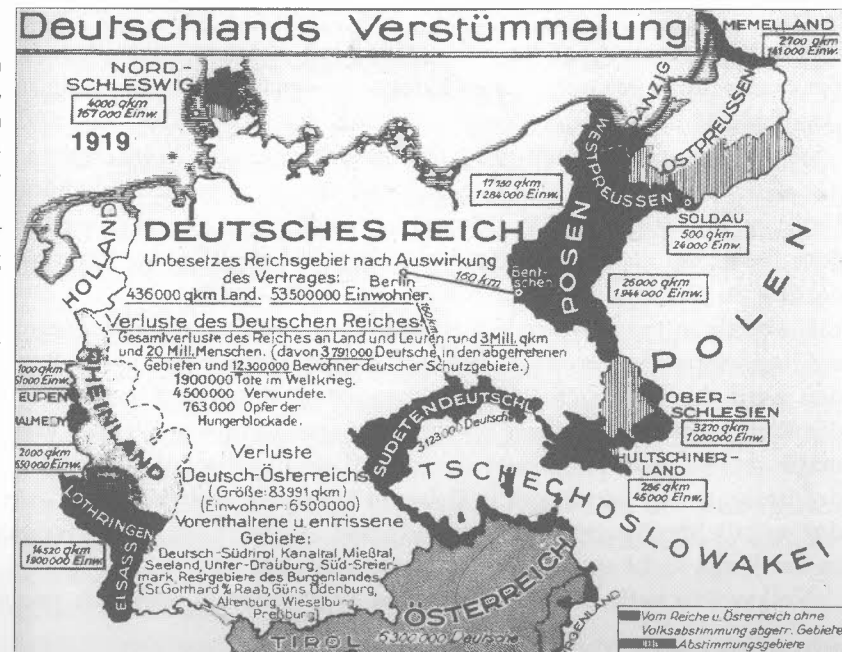 Deutschlands Verstümmelung
MEMELLAND
2700 qkm
141000 Einw.
NORD-
SCHLESWIG
4000 qkm
167000 Einw.
1919
DANZIG
OSTPREUSSEN
WESTPREUSSEN
17150 qkm
1284000 Einw.
SOLDAU
500 qkm
24000 Einw.
HOLLAND
DEUTSCHES REICH
Unbesetzes Reichsgebiet nach Auswirkung
des Vertrages:
436000 qkm Land. 53500000 Einwohner.
Berlin
150 km
Bent-
schen
POSEN
26000 qkm
1944000 Einw.
POLEN
Verluste des Deutschen Reiches
Gesamtverluste des Reiches an Land und Leuten rund 3 Mill. qkm
und 20 Mill. Menschen. (davon 3791000 Deutsche, in den abgetretenen
Gebieten und 12300000 Bewohner deutscher Schutzgebiete.)
1900000 Tote im Weltkrieg.
4500000 Verwundete.
763000 Opfer der
Hungerblockade.
EUPEN
MALMEDY
RHEINLAND
2000 qkm
650000 Einw.
LOTHRINGEN
ELSASS
14520 qkm
1900000 Einw.
OBER-
SCHLESIEN
3270 qkm
1000000 Einw.
HULTSCHINER-
LAND
286 qkm
46000 Einw.
SUDETENDEUTSCHL.
3123000 Deutsche
TSCHECHOSLOWAKEI
Verluste
Deutsch-Österreichs
(Größe: 83991 qkm)
(Einwohner: 6500000)
Vorenthaltene u. entrissene
Gebiete:
Deutsch-Südtirol, Kanaltal, Mießtal,
Seeland, Unter-Drauburg, Süd-Steier-
mark, Restgebiete des Burgenlandes
[St Gotthard a/Raab, Güns Ödenburg,
Altenburg Wieselburg
Preßburg]
ÖSTERREICH
6300000 Deutsche
TIROL
BURGENLAND
Vom Reiche u. Österreich ohne
Volksabstimmung abgetr. Gebiete
Abstimmungsgebiete